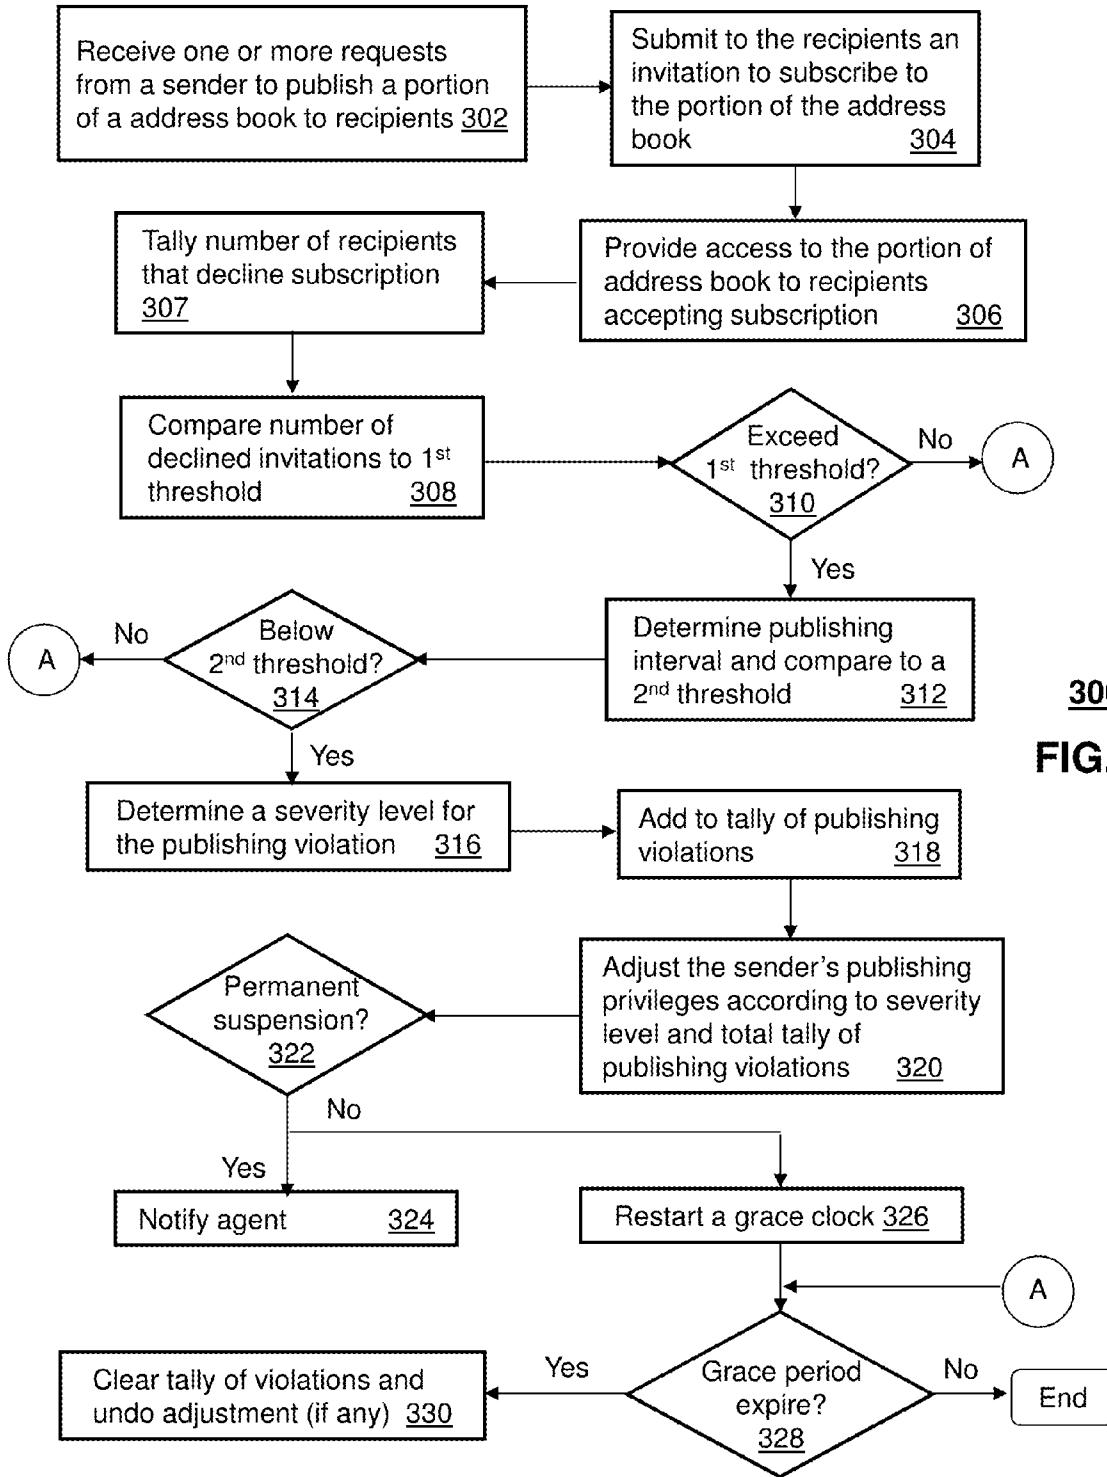 Receive one or more requests
from a sender to publish a portion
of a address book to recipients 302
Submit to the recipients an
invitation to subscribe to
the portion of the address
book 304
Tally number of recipients
that decline subscription
307
Provide access to the portion of
address book to recipients
accepting subscription 306
Compare number of
declined invitations to 1st
threshold 308
Exceed
1st threshold?
310
No
A
Yes
Below
2nd threshold?
314
No
A
Determine publishing
interval and compare to a
2nd threshold 312
300
FIG.
Yes
Determine a severity level for
the publishing violation 316
Add to tally of publishing
violations 318
Permanent
suspension?
322
Adjust the sender's publishing
privileges according to severity
level and total tally of
publishing violations 320
No
Yes
Notify agent 324
Restart a grace clock 326
A
Clear tally of violations and
undo adjustment (if any) 330
Yes
Grace period
expire?
328
No
End